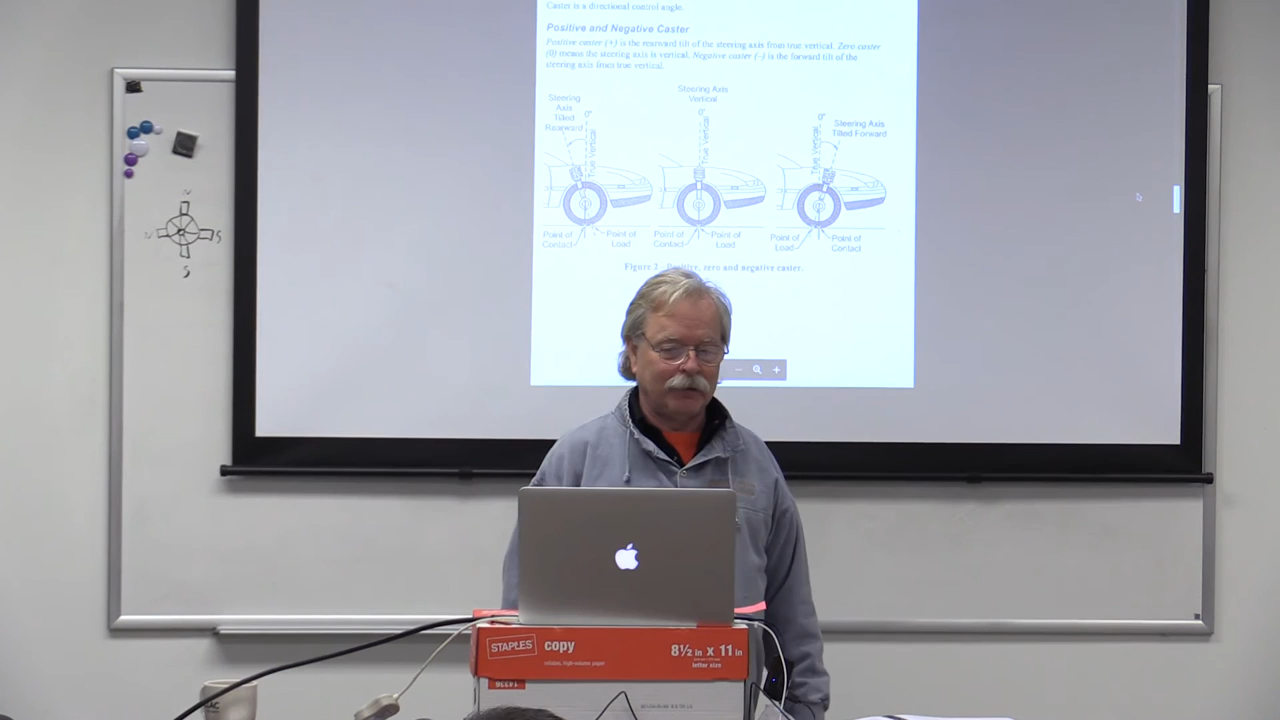 Caster is a directional control angle.
Positive and Negative Caster
Positive caster (+) is the rearward tilt of the steering axis from true vertical. Zero caster
(0) means the steering axis is vertical. Negative caster (–) is the forward tilt of the
steering axis from true vertical.
Steering
Axis
Tilted
Rearward
0°
True Vertical
Steering Axis
Vertical
0°
True Vertical
0°
True Vertical
Steering Axis
Tilted Forward
Point of
Contact
Point of
Load
Point of
Contact
Point of
Load
Point of
Load
Point of
Contact
Figure 2 Positive, zero and negative caster.
N
N S
S
STAPLES
copy
8½ in x 11 in
letter size